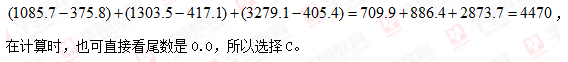 (1085.7−375.8)+(1303.5−417.1)+(3279.1−405.4)=709.9+886.4+2873.7=4470，
在计算时，也可直接看尾数是 0.0，所以选择 C。